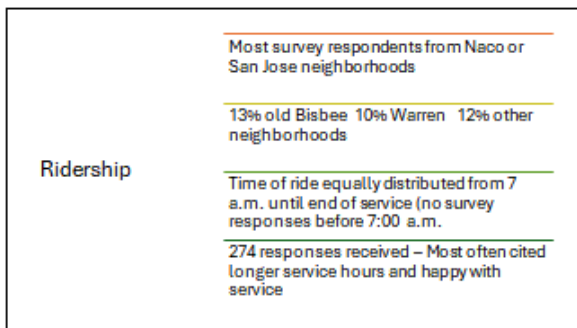 Ridership
Most survey respondents from Naco or
San Jose neighborhoods
13% old Bisbee 10% Warren 12% other
neighborhoods
Time of ride equally distributed from 7
a.m. until end of service (no survey
responses before 7:00 a.m.
274 responses received – Most often cited
longer service hours and happy with
service